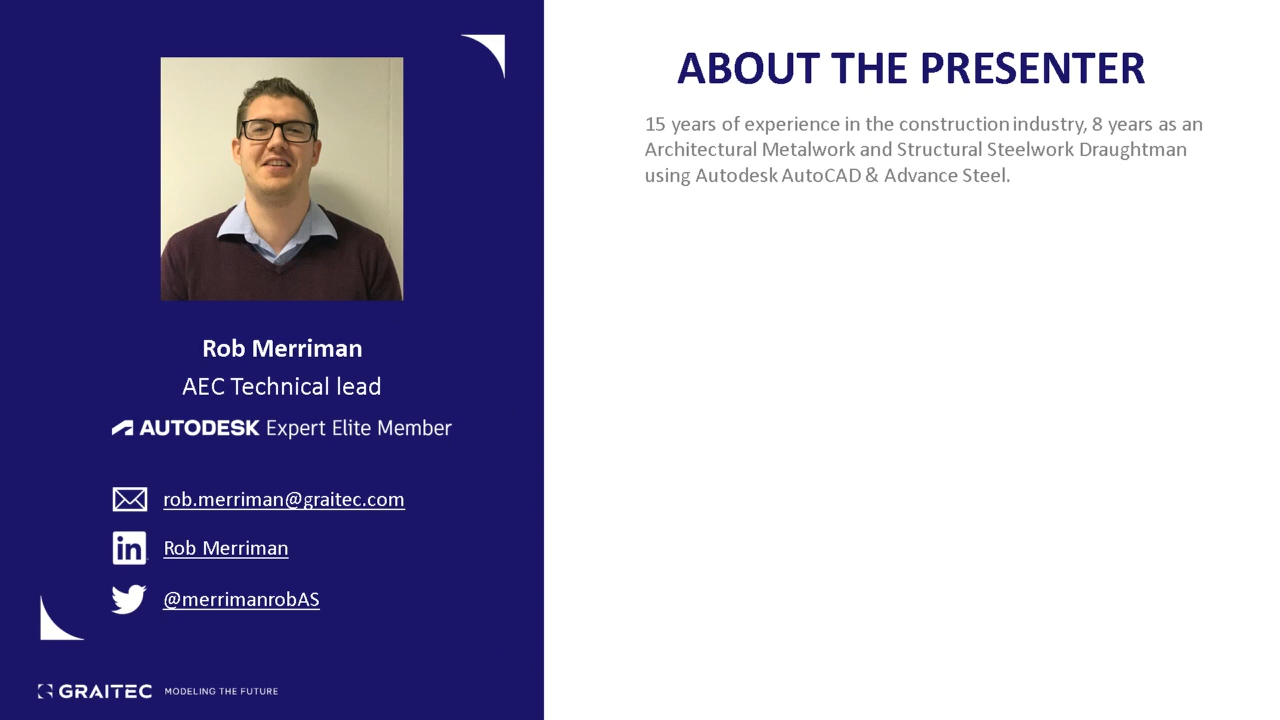 ABOUT THE PRESENTER
15 years of experience in the construction industry, 8 years as an
Architectural Metalwork and Structural Steelwork Draughtman
using Autodesk AutoCAD & Advance Steel.
Rob Merriman
AEC Technical lead
AUTODESK Expert Elite Member
rob.merriman@graitec.com
in Rob Merriman
@merrimanrobAS
GRAITEC MODELING THE FUTURE